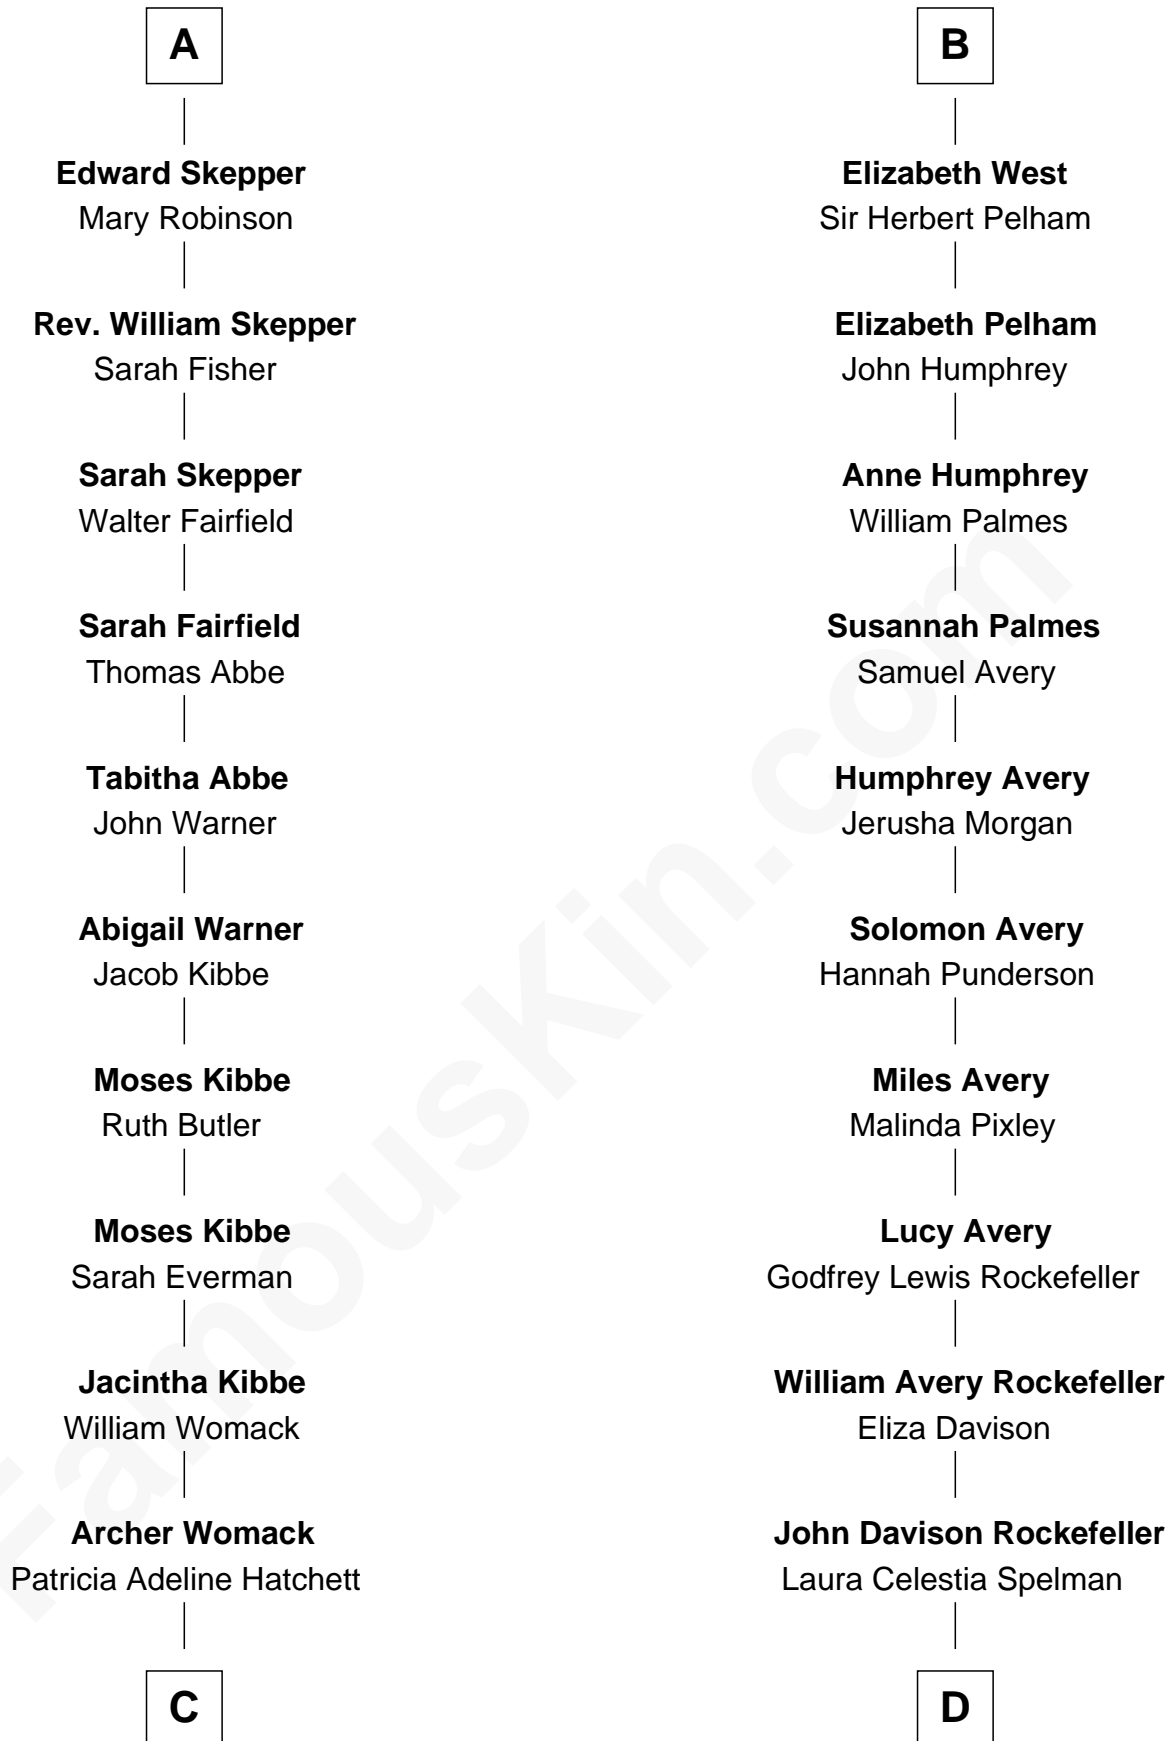 A
Edward Skepper
Mary Robinson
Rev. William Skepper
Sarah Fisher
Sarah Skepper
Walter Fairfield
Sarah Fairfield
Thomas Abbe
Tabitha Abbe
John Warner
Abigail Warner
Jacob Kibbe
Moses Kibbe
Ruth Butler
Moses Kibbe
Sarah Everman
Jacintha Kibbe
William Womack
Archer Womack
Patricia Adeline Hatchett
C
B
Elizabeth West
Sir Herbert Pelham
Elizabeth Pelham
John Humphrey
Anne Humphrey
William Palmes
Susannah Palmes
Samuel Avery
Humphrey Avery
Jerusha Morgan
Solomon Avery
Hannah Punderson
Miles Avery
Malinda Pixley
Lucy Avery
Godfrey Lewis Rockefeller
William Avery Rockefeller
Eliza Davison
John Davison Rockefeller
Laura Celestia Spelman
D
FamousKin.com